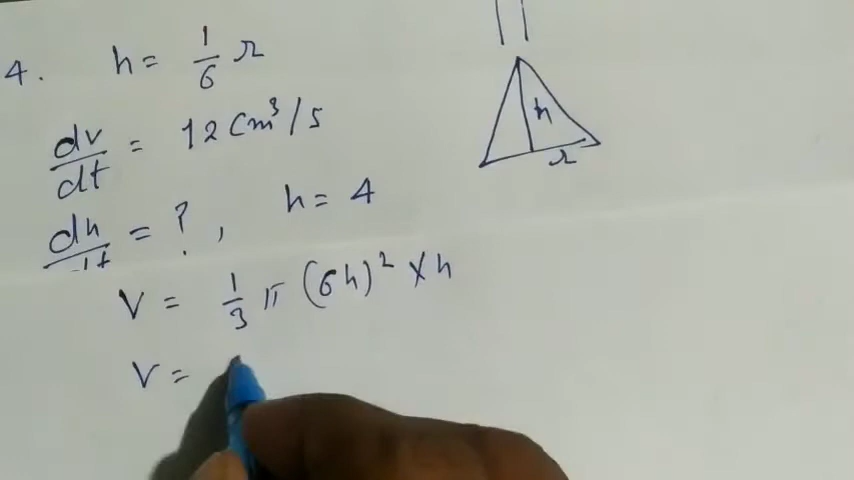 4. h = 1/6 r
dv/dt = 12 Cm³/s
dh/dt = ? , h = 4
V = 1/3 π (6h)² × h
V =
h
r